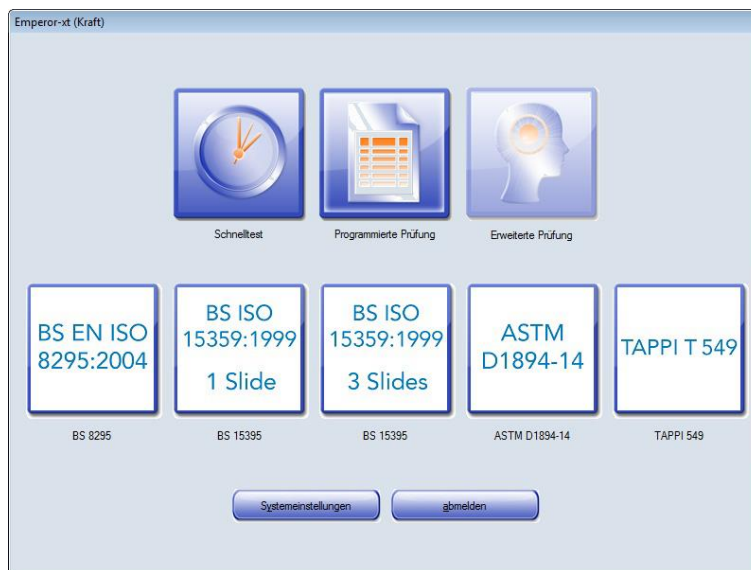 Emperor-xt (Kraft)
Schnelltest
Programmierte Prüfung
Erweiterte Prüfung
BS EN ISO
8295:2004
BS ISO
15359:1999
1 Slide
BS ISO
15359:1999
3 Slides
ASTM
D1894-14
TAPPI T 549
BS 8295
BS 15395
BS 15395
ASTM D1894-14
TAPPI 549
Systemeinstellungen
abmelden